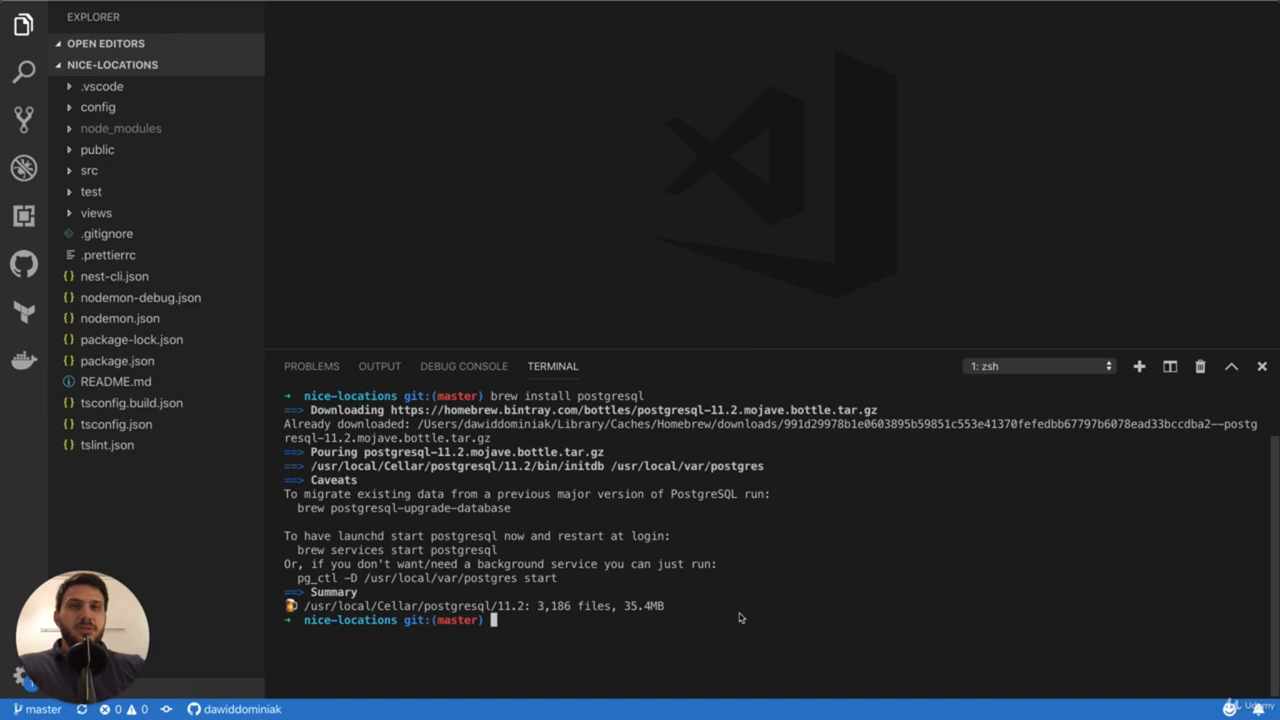 EXPLORER
OPEN EDITORS
NICE-LOCATIONS
.vscode
config
node_modules
public
src
test
views
.gitignore
.prettierrc
nest-cli.json
nodemon-debug.json
nodemon.json
package-lock.json
package.json
README.md
tsconfig.build.json
tsconfig.json
tslint.json
PROBLEMS OUTPUT DEBUG CONSOLE TERMINAL 1: zsh
➜ nice-locations git:(master) brew install postgresql
==> Downloading https://homebrew.bintray.com/bottles/postgresql-11.2.mojave.bottle.tar.gz
Already downloaded: /Users/dawiddominiak/Library/Caches/Homebrew/downloads/991d29978b1e0603895b59851c553e41370fefedbb67797b6078ead33bccdba2--postg
resql-11.2.mojave.bottle.tar.gz
==> Pouring postgresql-11.2.mojave.bottle.tar.gz
==> /usr/local/Cellar/postgresql/11.2/bin/initdb /usr/local/var/postgres
==> Caveats
To migrate existing data from a previous major version of PostgreSQL run:
brew postgresql-upgrade-database
To have launchd start postgresql now and restart at login:
brew services start postgresql
Or, if you don't want/need a background service you can just run:
pg_ctl -D /usr/local/var/postgres start
==> Summary
🍺 /usr/local/Cellar/postgresql/11.2: 3,186 files, 35.4MB
➜ nice-locations git:(master)
master 0 0 dawiddominiak
Udemy